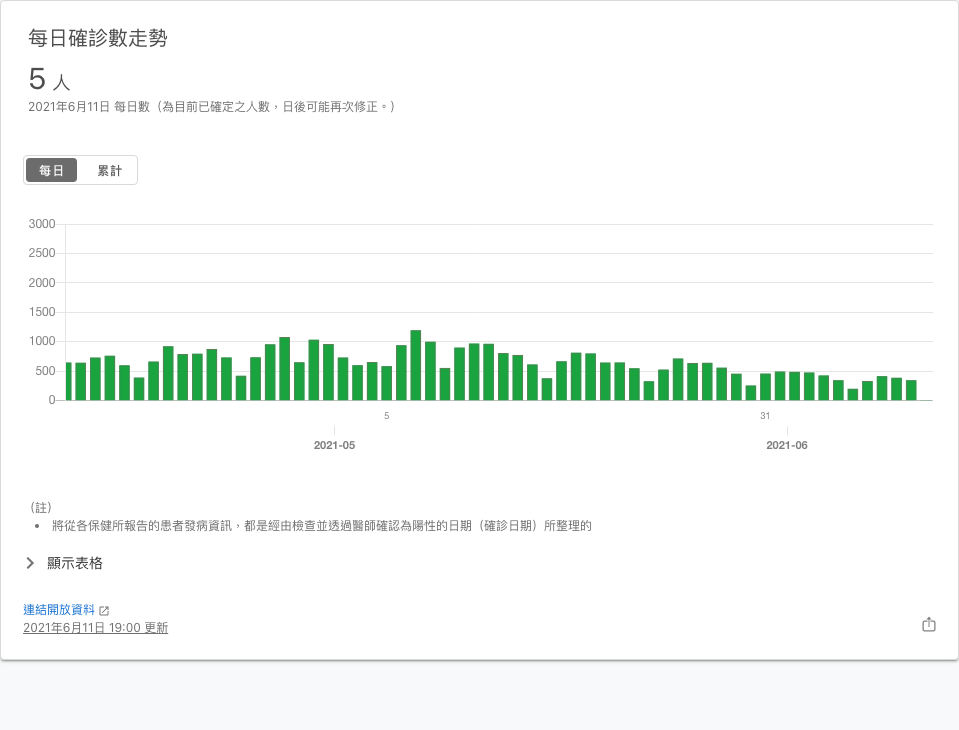 每日確診數走勢
5 人
2021年6月11日 每日數（為目前已確定之人數，日後可能再次修正。）
每日 累計
3000
2500
2000
1500
1000
500
0
5 31
2021-05 2021-06
（註）
• 將從各保健所報告的患者發病資訊，都是經由檢查並透過醫師確認為陽性的日期（確診日期）所整理的
顯示表格
連結開放資料
2021年6月11日 19:00 更新